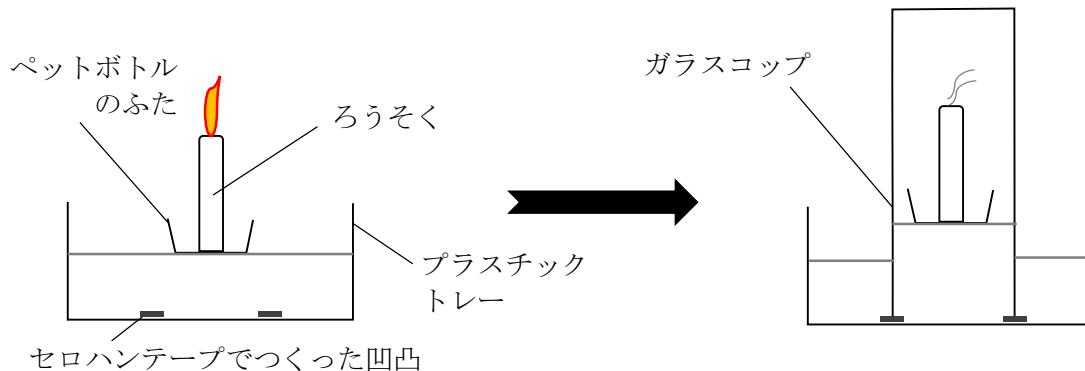 ペットボトル
のふた
ろうそく
プラスチック
トレー
セロハンテープでつくった凹凸
ガラスコップ